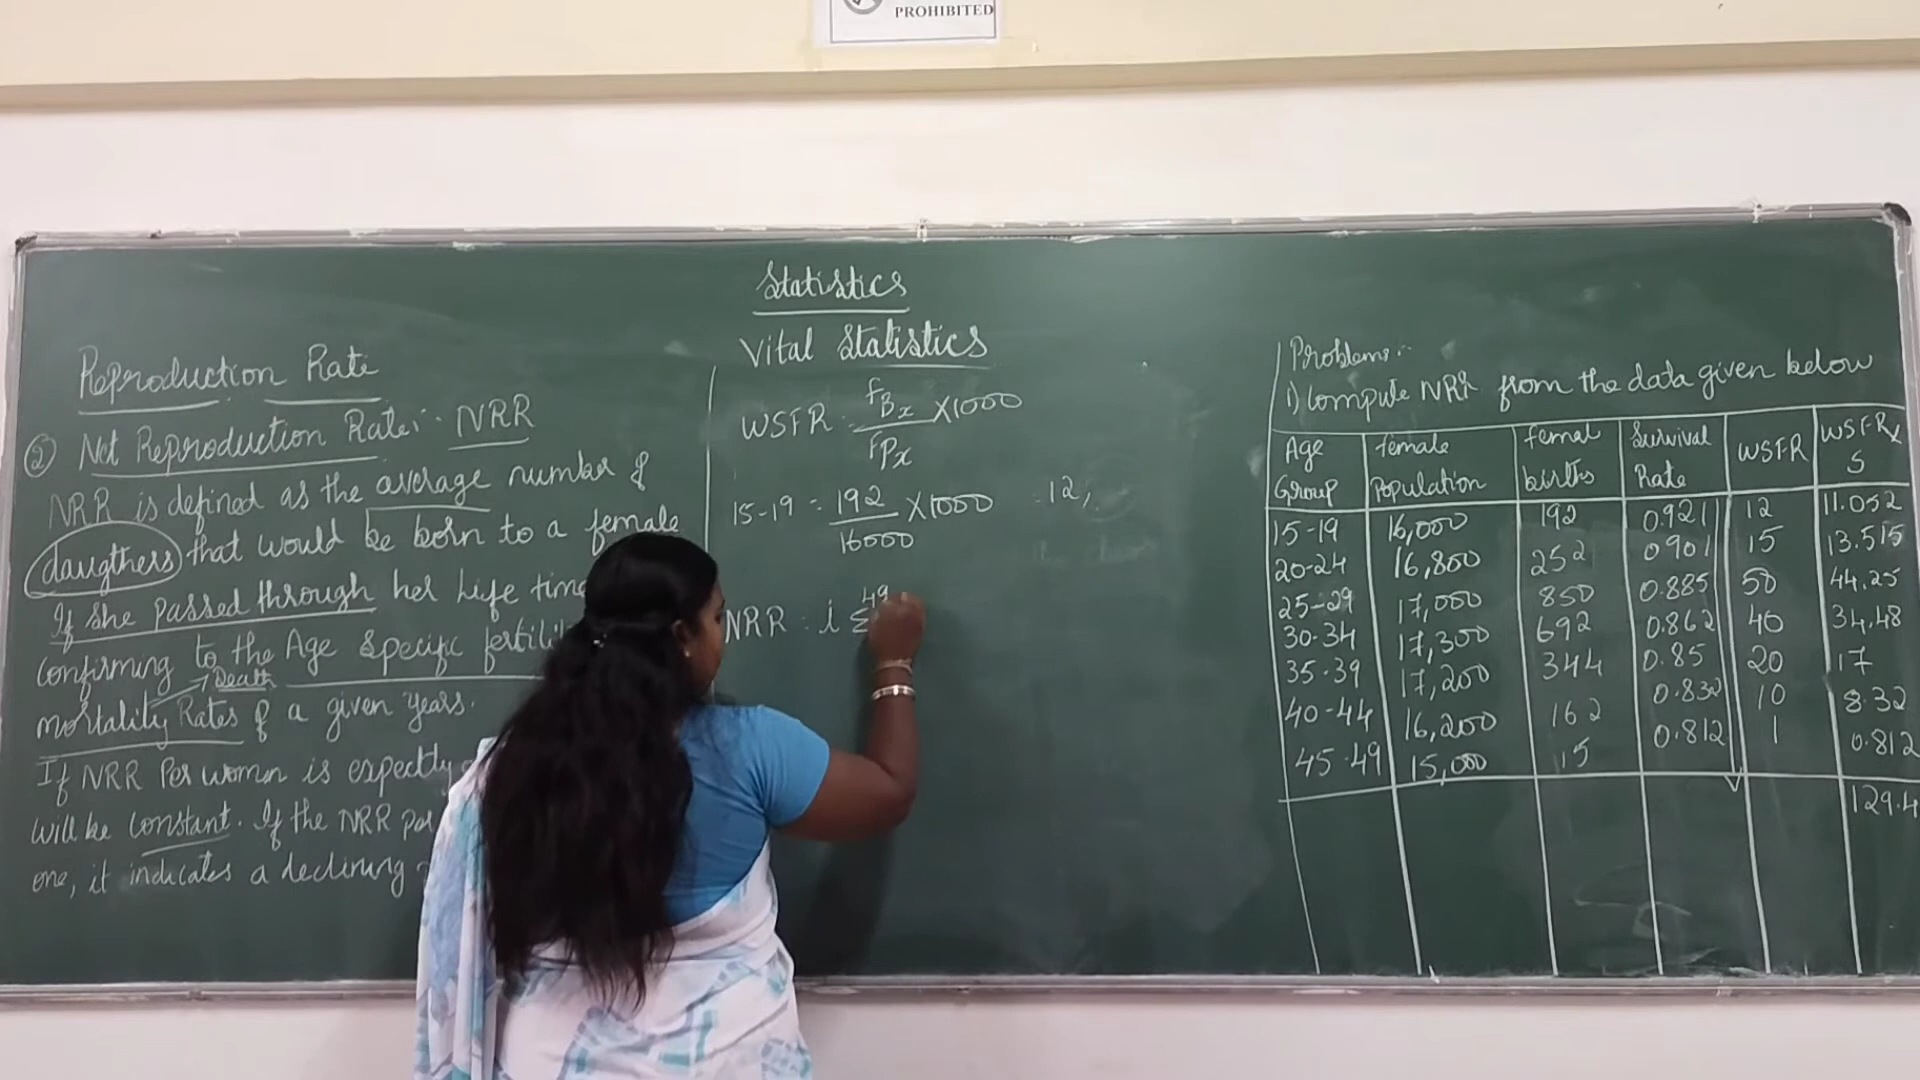 PROHIBITED
Statistics
Vital Statistics
Reproduction Rate
② Net Reproduction Rate:- NRR
NRR is defined as the average number of
daugthers that would be born to a female
If she passed through her life time
confirming to the Age Specific
Death
mortality Rates of a given years.
If NRR Per women is expectly
will be constant. If the NRR par
one, it indicates a declining
WSFR = FBx/FPx X1000
15-19 = 192/16000 X1000 = 12,
NRR = i Σ 49
Problems:-
1) Compute NRR from the data given below
Age Group | female Population | femal births | Survival Rate | WSFR | WSFRx S
15-19 | 16,000 | 192 | 0.921 | 12 | 11.052
20-24 | 16,800 | 252 | 0.901 | 15 | 13.515
25-29 | 17,000 | 850 | 0.885 | 50 | 44.25
30-34 | 17,300 | 692 | 0.862 | 40 | 34.48
35-39 | 17,200 | 344 | 0.85 | 20 | 17
40-44 | 16,200 | 162 | 0.832 | 10 | 8.32
45-49 | 15,000 | 15 | 0.812 | 1 | 0.812
129.4